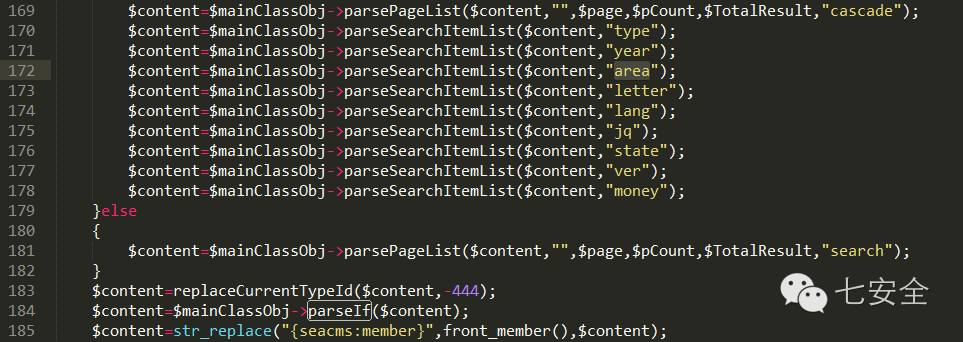 169 $content=$mainClassObj->parsePageList($content,"",$page,$pCount,$TotalResult,"cascade");
170 $content=$mainClassObj->parseSearchItemList($content,"type");
171 $content=$mainClassObj->parseSearchItemList($content,"year");
172 $content=$mainClassObj->parseSearchItemList($content,"area");
173 $content=$mainClassObj->parseSearchItemList($content,"letter");
174 $content=$mainClassObj->parseSearchItemList($content,"lang");
175 $content=$mainClassObj->parseSearchItemList($content,"jq");
176 $content=$mainClassObj->parseSearchItemList($content,"state");
177 $content=$mainClassObj->parseSearchItemList($content,"ver");
178 $content=$mainClassObj->parseSearchItemList($content,"money");
179 }else
180 {
181 $content=$mainClassObj->parsePageList($content,"",$page,$pCount,$TotalResult,"search");
182 }
183 $content=replaceCurrentTypeId($content,-444);
184 $content=$mainClassObj->parseIf($content);
185 $content=str_replace("{seacms:member}",front_member(),$content);
七安全